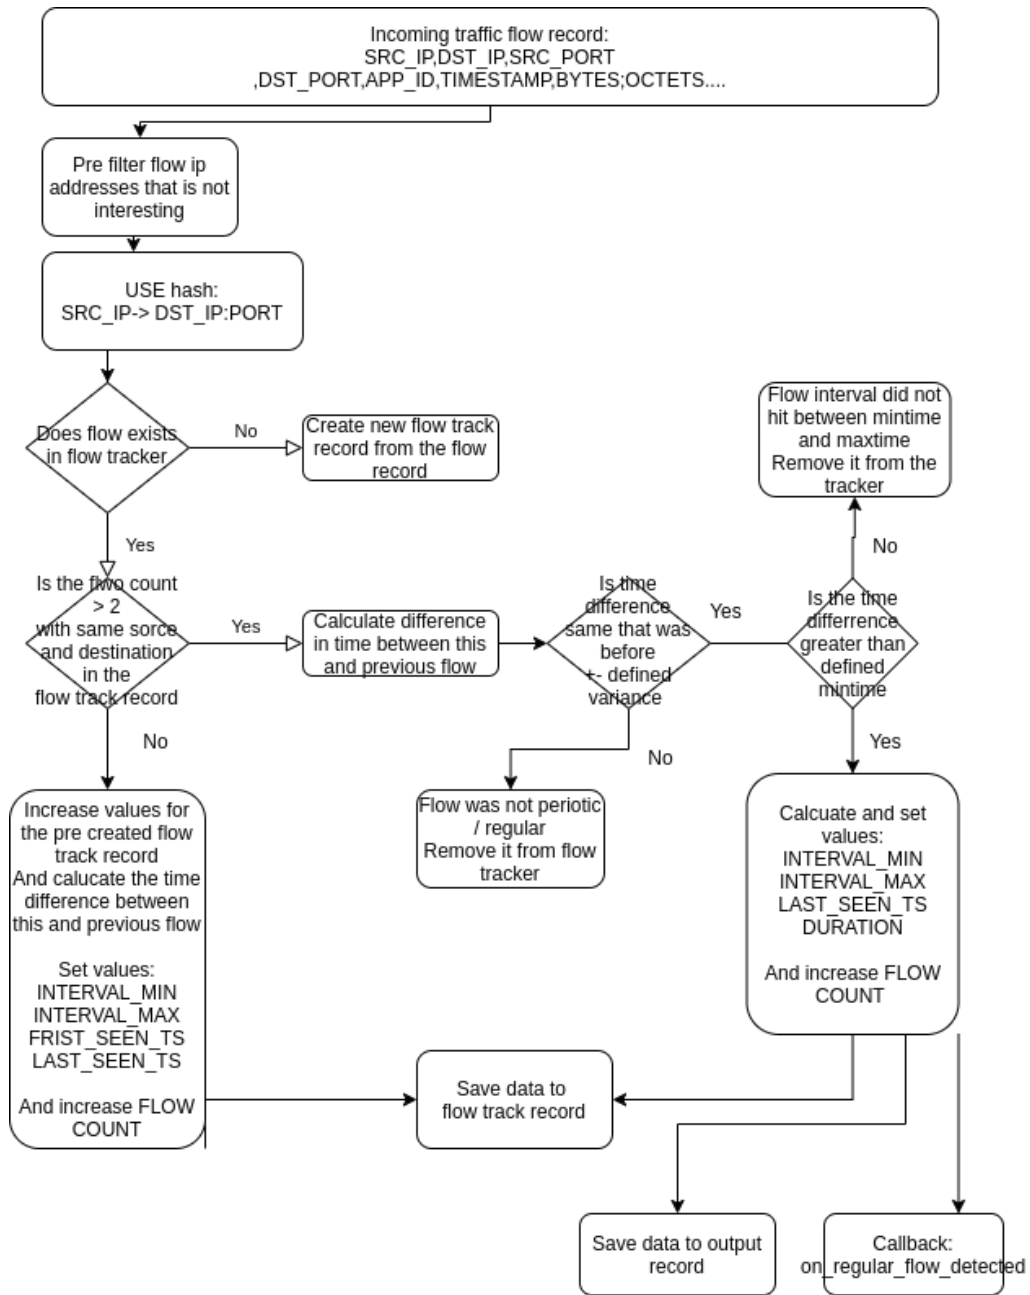 Incoming traffic flow record:
SRC_IP,DST_IP,SRC_PORT
,DST_PORT,APP_ID,TIMESTAMP,BYTES;OCTETS....
Pre filter flow ip
addresses that is not
interesting
USE hash:
SRC_IP-> DST_IP:PORT
Does flow exists
in flow tracker
No
Create new flow track
record from the flow
record
Flow interval did not
hit between mintime
and maxtime
Remove it from the
tracker
Yes
No
Is the flwo count
> 2
with same sorce
and destination
in the
flow track record
Yes
Calculate difference
in time between this
and previous flow
Is time
difference
same that was
before
+- defined
variance
Yes
Is the time
diferrence
greater than
defined
mintime
No
No
Yes
Increase values for
the pre created flow
track record
And calucate the time
difference between
this and previous flow
Set values:
INTERVAL_MIN
INTERVAL_MAX
FRIST_SEEN_TS
LAST_SEEN_TS
And increase FLOW
COUNT
Flow was not periotic
/ regular
Remove it from flow
tracker
Calcuate and set
values:
INTERVAL_MIN
INTERVAL_MAX
LAST_SEEN_TS
DURATION
And increase FLOW
COUNT
Save data to
flow track record
Save data to output
record
Callback:
on_regular_flow_detected